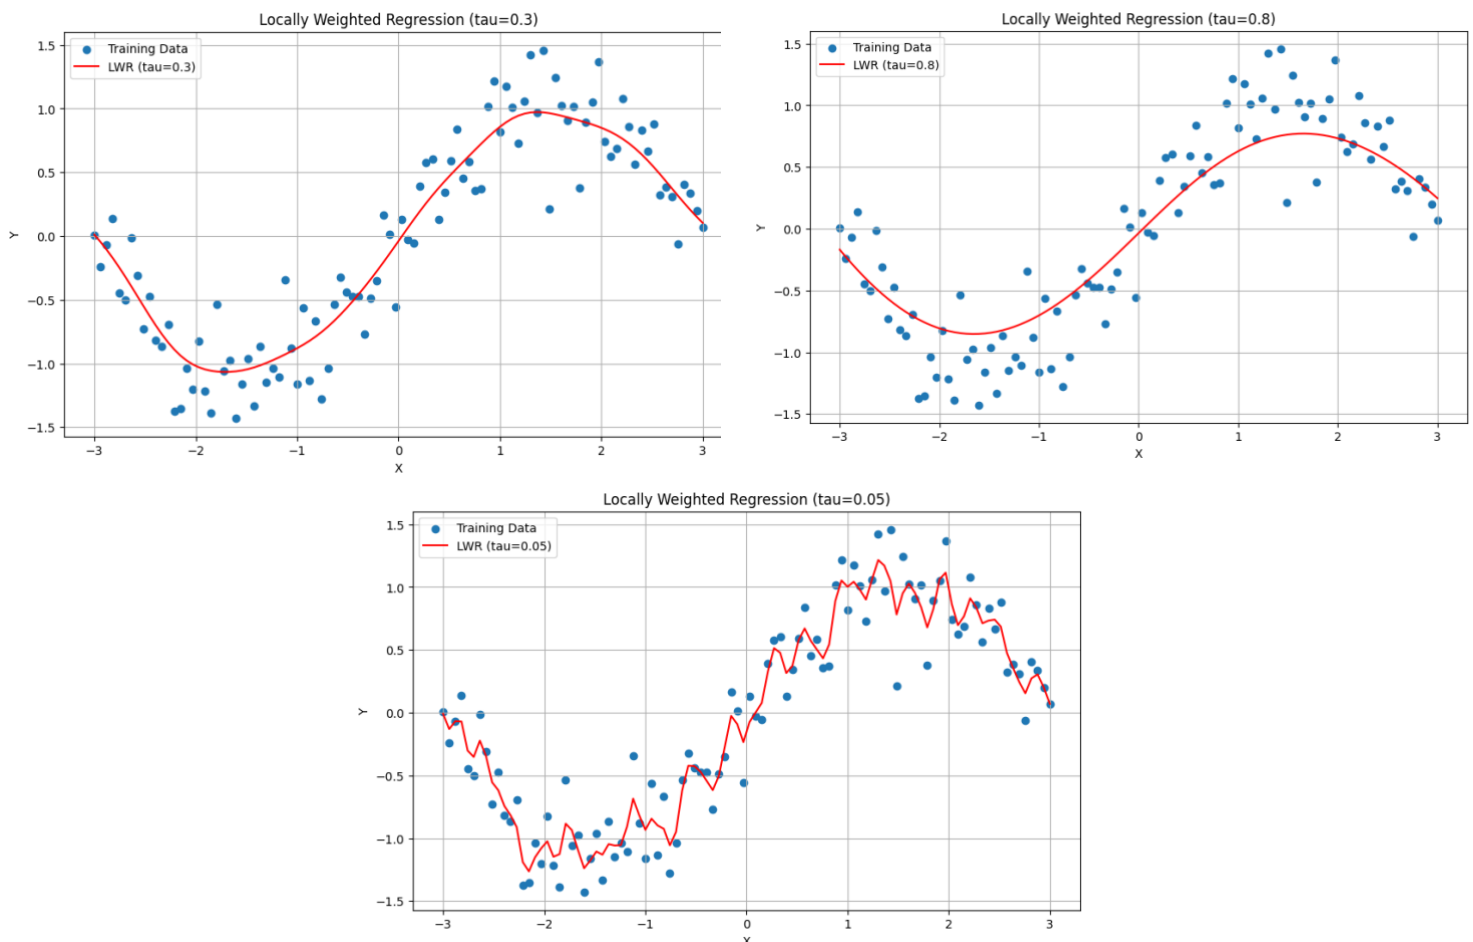 Locally Weighted Regression (tau=0.3)
Training Data
LWR (tau=0.3)
1.5
1.0
0.5
0.0
−0.5
−1.0
−1.5
Y
−3 −2 −1 0 1 2 3
X
Locally Weighted Regression (tau=0.8)
Training Data
LWR (tau=0.8)
1.5
1.0
0.5
0.0
−0.5
−1.0
−1.5
Y
−3 −2 −1 0 1 2 3
X
Locally Weighted Regression (tau=0.05)
Training Data
LWR (tau=0.05)
1.5
1.0
0.5
0.0
−0.5
−1.0
−1.5
Y
−3 −2 −1 0 1 2 3
X